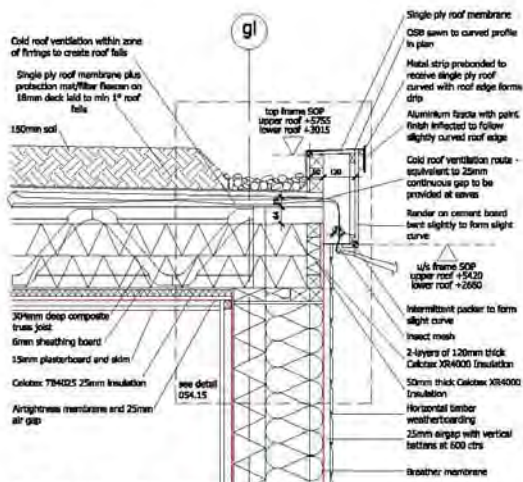 gl
Cold roof ventilation within zone
of firrings to create roof falls
Single ply roof membrane plus
protection mat/filter fleece on
18mm deck laid to min 1° roof
falls
150mm soil
top frame SOP
upper roof +5755
lower roof +3015
Single ply roof membrane
OSB sawn to curved profile
in plan
Metal strip prebonded to
receive single ply roof
curved with roof edge forms
drip
Aluminium fascia with paint
finish inflected to follow
slightly curved roof edge
Cold roof ventilation route -
equivalent to 25mm
continuous gap to be
provided at eaves
Render on cement board
bent slightly to form slight
curve
u/s frame SOP
upper roof +5420
lower roof +2680
Intermittent packer to form
slight curve
Insect mesh
2-layers of 120mm thick
Celotex XR4000 Insulation
50mm thick Celotex XR4000
Insulation
Horizontal timber
weatherboarding
25mm airgap with vertical
battens at 600 ctrs
Breather membrane
304mm deep composite
truss joist
6mm sheathing board
15mm plasterboard and skim
Celotex TB4025 25mm Insulation
Airtightness membrane and 25mm
air gap
see detail
054.15